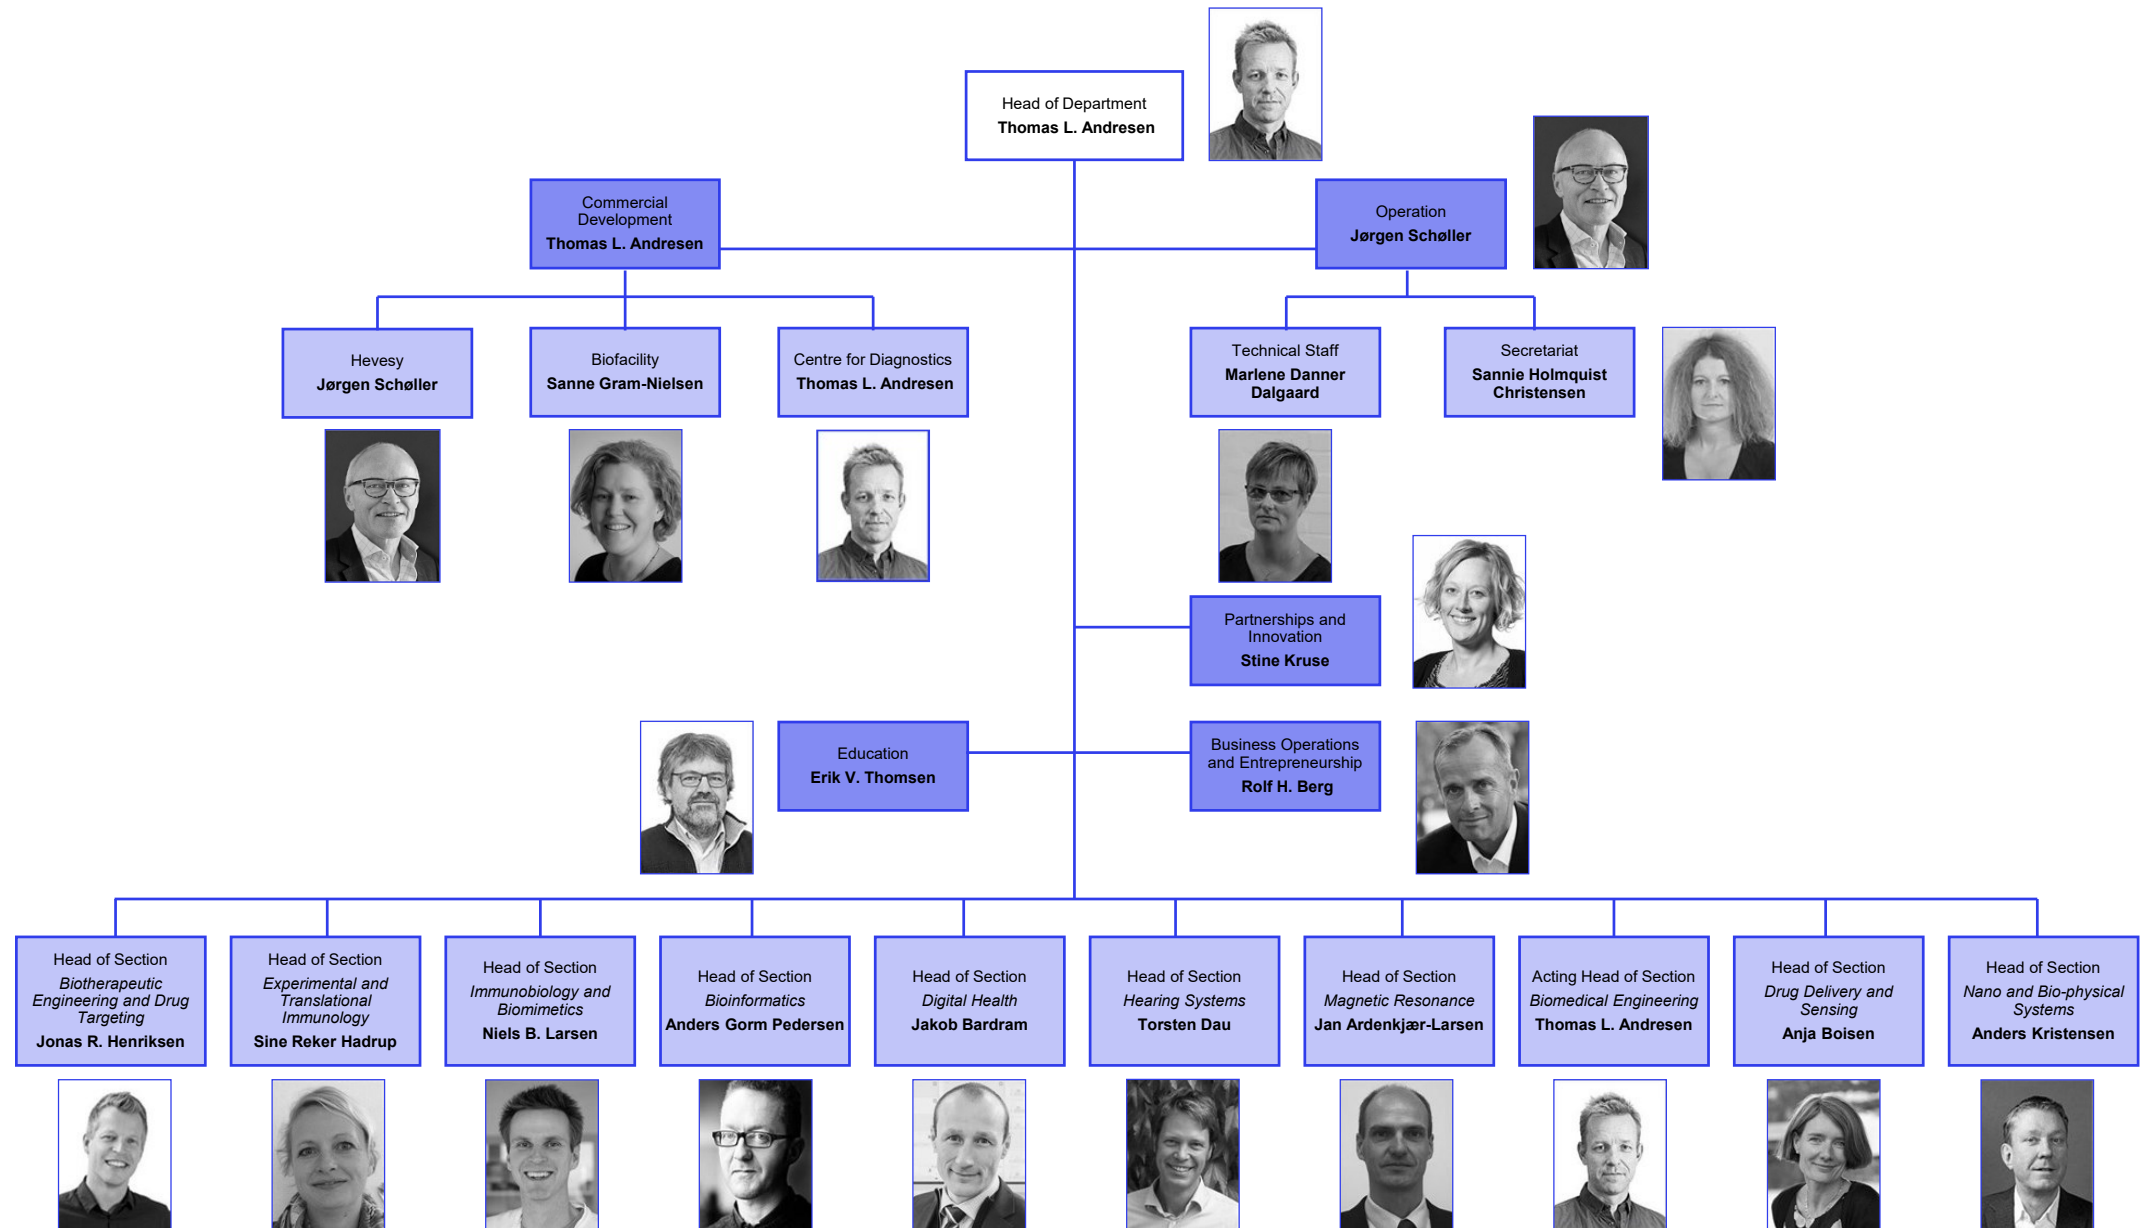 Head of Department
Thomas L. Andresen
Commercial
Development
Thomas L. Andresen
Operation
Jørgen Schøller
Hevesy
Jørgen Schøller
Biofacility
Sanne Gram-Nielsen
Centre for Diagnostics
Thomas L. Andresen
Technical Staff
Marlene Danner
Dalgaard
Secretariat
Sannie Holmquist
Christensen
Partnerships and
Innovation
Stine Kruse
Education
Erik V. Thomsen
Business Operations
and Entrepreneurship
Rolf H. Berg
Head of Section
Biotherapeutic
Engineering and Drug
Targeting
Jonas R. Henriksen
Head of Section
Experimental and
Translational
Immunology
Sine Reker Hadrup
Head of Section
Immunobiology and
Biomimetics
Niels B. Larsen
Head of Section
Bioinformatics
Anders Gorm Pedersen
Head of Section
Digital Health
Jakob Bardram
Head of Section
Hearing Systems
Torsten Dau
Head of Section
Magnetic Resonance
Jan Ardenkjær-Larsen
Acting Head of Section
Biomedical Engineering
Thomas L. Andresen
Head of Section
Drug Delivery and
Sensing
Anja Boisen
Head of Section
Nano and Bio-physical
Systems
Anders Kristensen